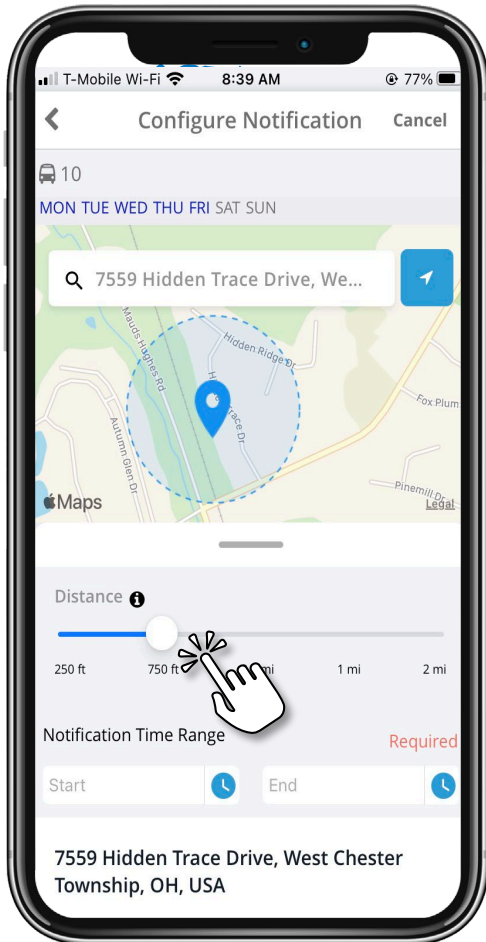 T-Mobile Wi-Fi 8:39 AM 77%
Configure Notification Cancel
10
MON TUE WED THU FRI SAT SUN
7559 Hidden Trace Drive, We...
Mauds Hughes Rd
Hidden Ridge Dr
Fox Plum
Autumn Glen Dr
Pinemill Dr
Maps
Legal
Distance
250 ft 750 ft mi 1 mi 2 mi
Notification Time Range Required
Start End
7559 Hidden Trace Drive, West Chester
Township, OH, USA